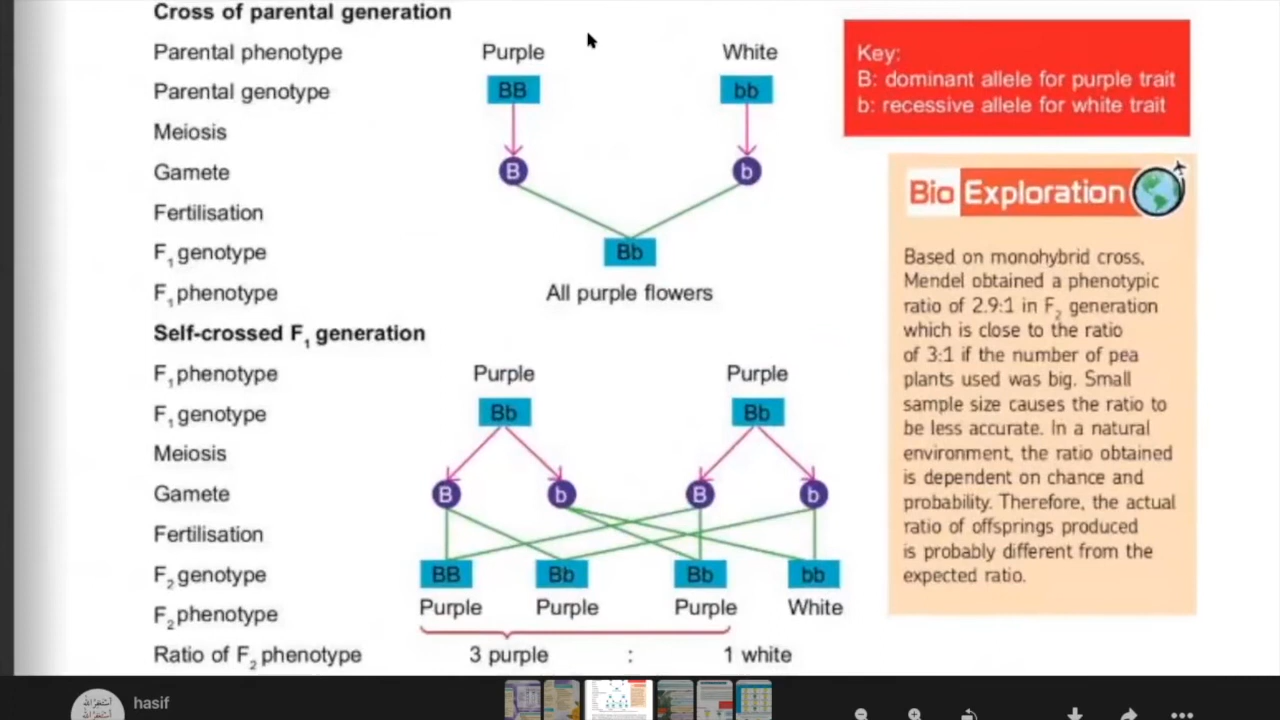 Cross of parental generation
Parental phenotype Purple White
Parental genotype BB bb
Meiosis
Gamete B b
Fertilisation
F₁ genotype Bb
F₁ phenotype All purple flowers
Self-crossed F₁ generation
F₁ phenotype Purple Purple
F₁ genotype Bb Bb
Meiosis
Gamete B b B b
Fertilisation
F₂ genotype BB Bb Bb bb
F₂ phenotype Purple Purple Purple White
Ratio of F₂ phenotype 3 purple : 1 white
Key:
B: dominant allele for purple trait
b: recessive allele for white trait
Bio Exploration
Based on monohybrid cross,
Mendel obtained a phenotypic
ratio of 2.9:1 in F₂ generation
which is close to the ratio
of 3:1 if the number of pea
plants used was big. Small
sample size causes the ratio to
be less accurate. In a natural
environment, the ratio obtained
is dependent on chance and
probability. Therefore, the actual
ratio of offsprings produced
is probably different from the
expected ratio.
hasif